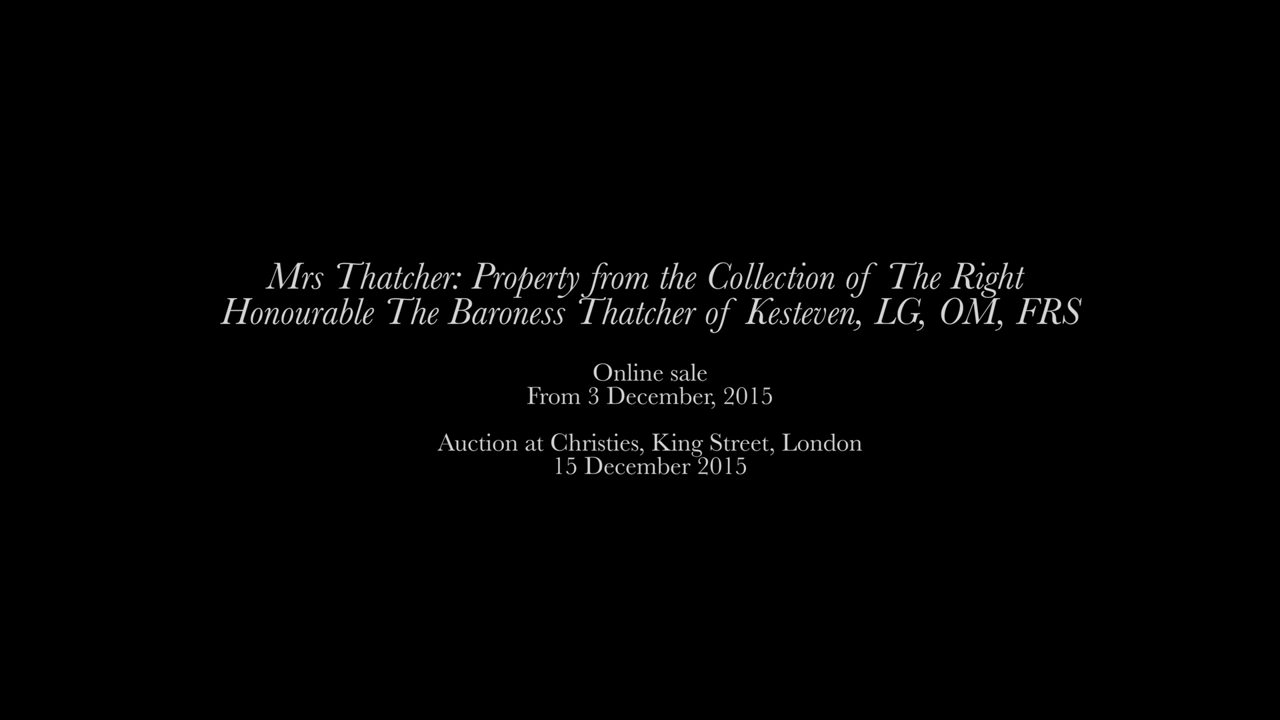 Mrs Thatcher: Property from the Collection of The Right
Honourable The Baroness Thatcher of Kesteven, LG, OM, FRS
Online sale
From 3 December, 2015
Auction at Christies, King Street, London
15 December 2015